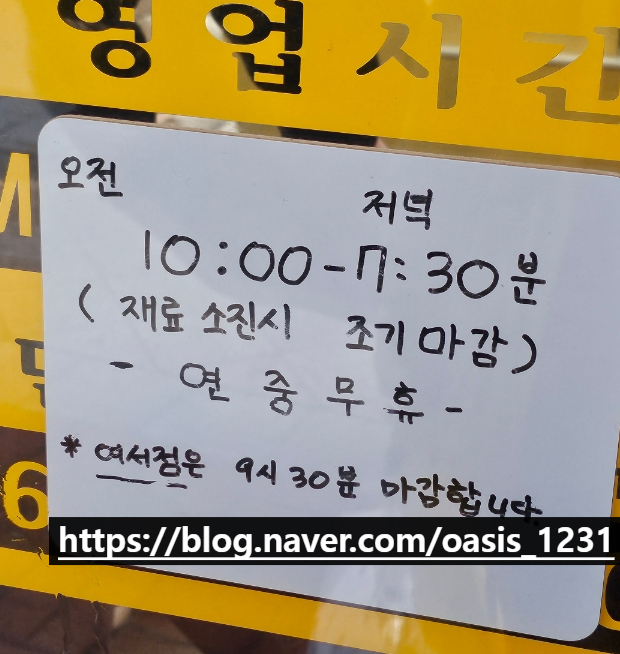 영업시간
오전 저녁
10:00-7:30분
( 재료 소진시 조기 마감 )
- 연중무휴 -
* 여서점은 9시 30분 마감합니다.
https://blog.naver.com/oasis_1231